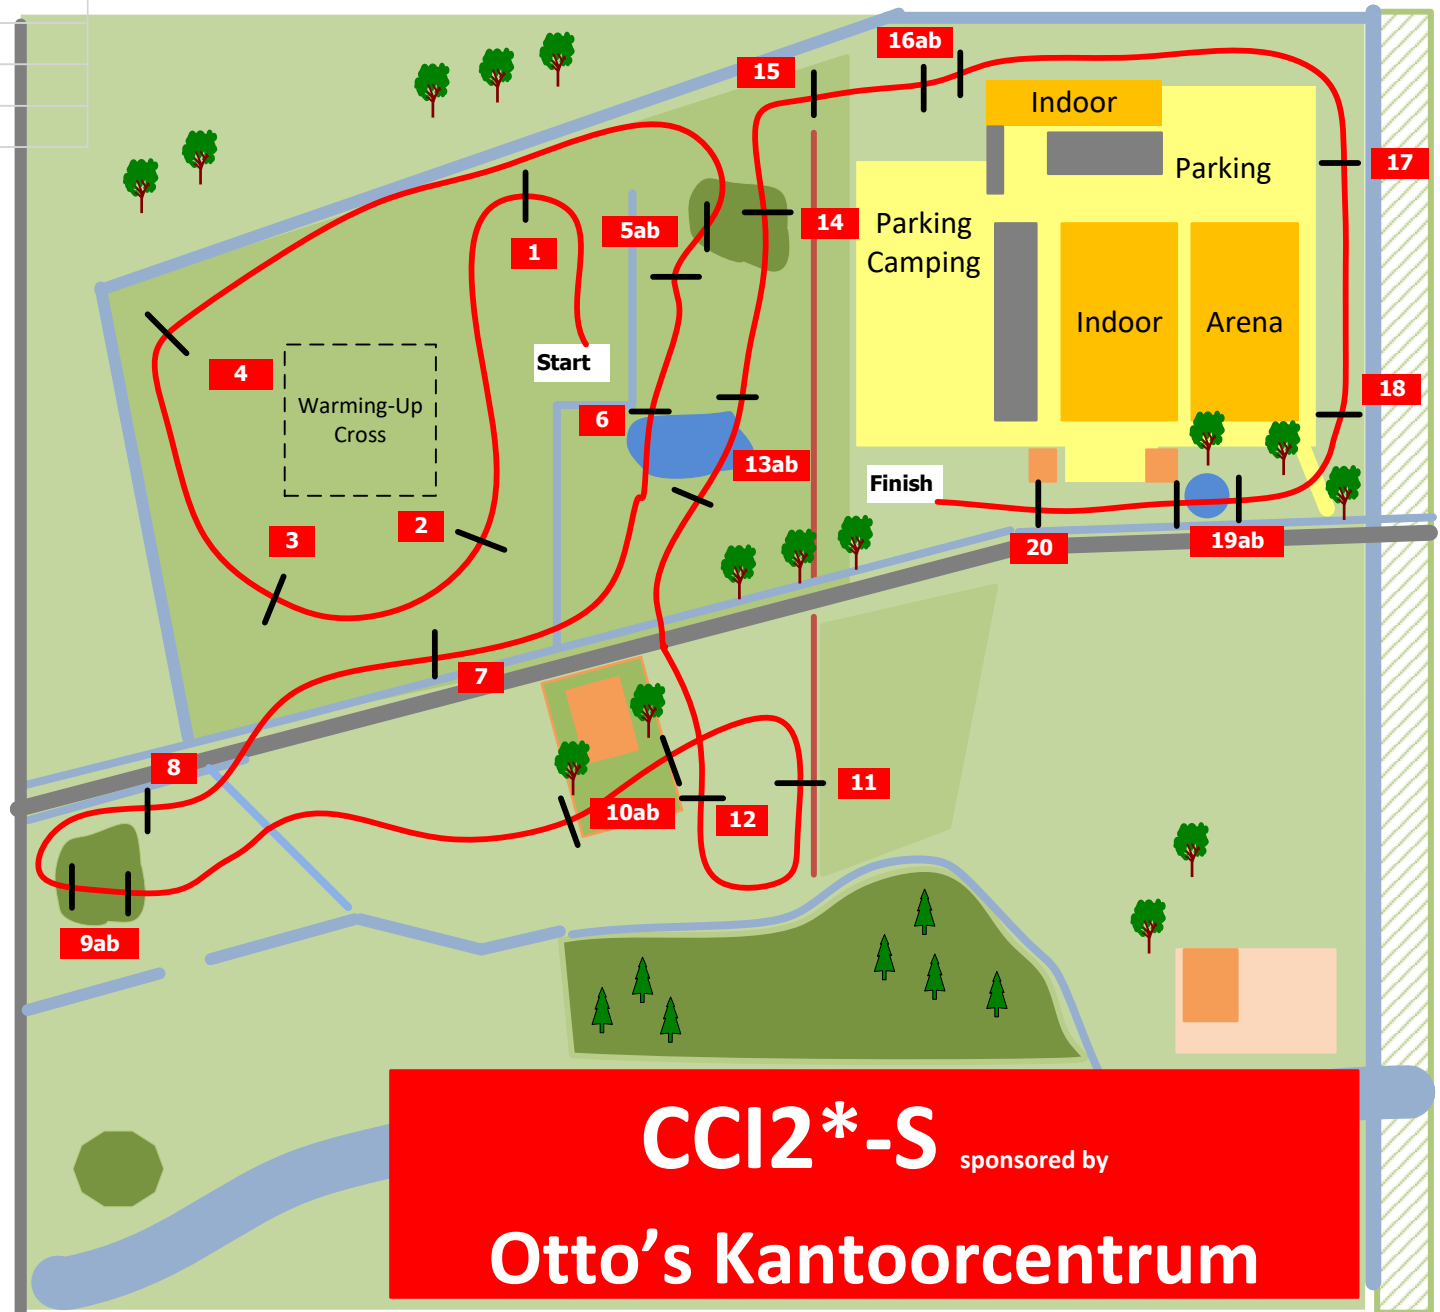 16ab
15
Indoor
17
Parking
5ab
14
Parking
Camping
1
Start
4
Indoor
Arena
Warming-Up
Cross
18
6
13ab
Finish
2
3
20
19ab
7
8
11
10ab
12
9ab
CCI2*-S sponsored by
Otto’s Kantoorcentrum